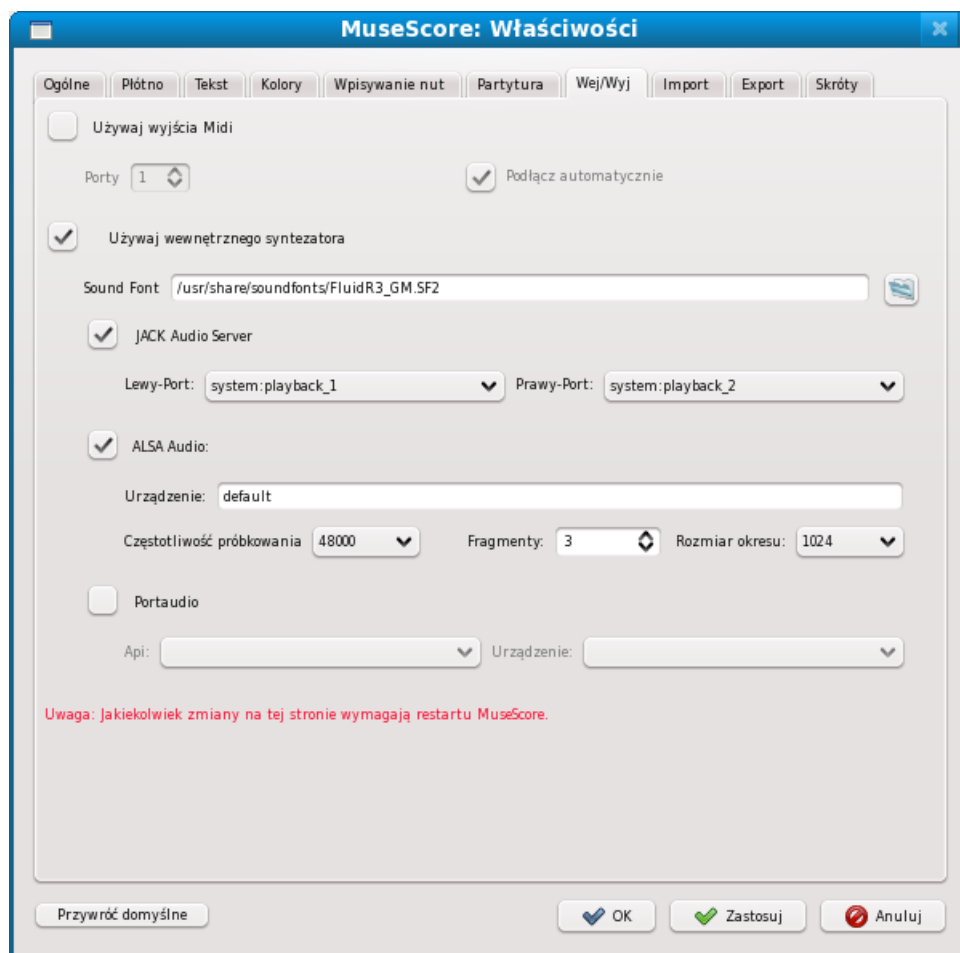 MuseScore: Właściwości
Ogólne Płótno Tekst Kolory Wpisywanie nut Partytura Wej/Wyj Import Export Skróty
Używaj wyjścia Midi
Porty 1 Podłącz automatycznie
Używaj wewnętrznego syntezatora
Sound Font /usr/share/soundfonts/FluidR3_GM.SF2
JACK Audio Server
Lewy-Port: system:playback_1 Prawy-Port: system:playback_2
ALSA Audio:
Urządzenie: default
Częstotliwość próbkowania 48000 Fragmenty: 3 Rozmiar okresu: 1024
Portaudio
Api: Urządzenie:
Uwaga: Jakiekolwiek zmiany na tej stronie wymagają restartu MuseScore.
Przywróć domyślne OK Zastosuj Anuluj